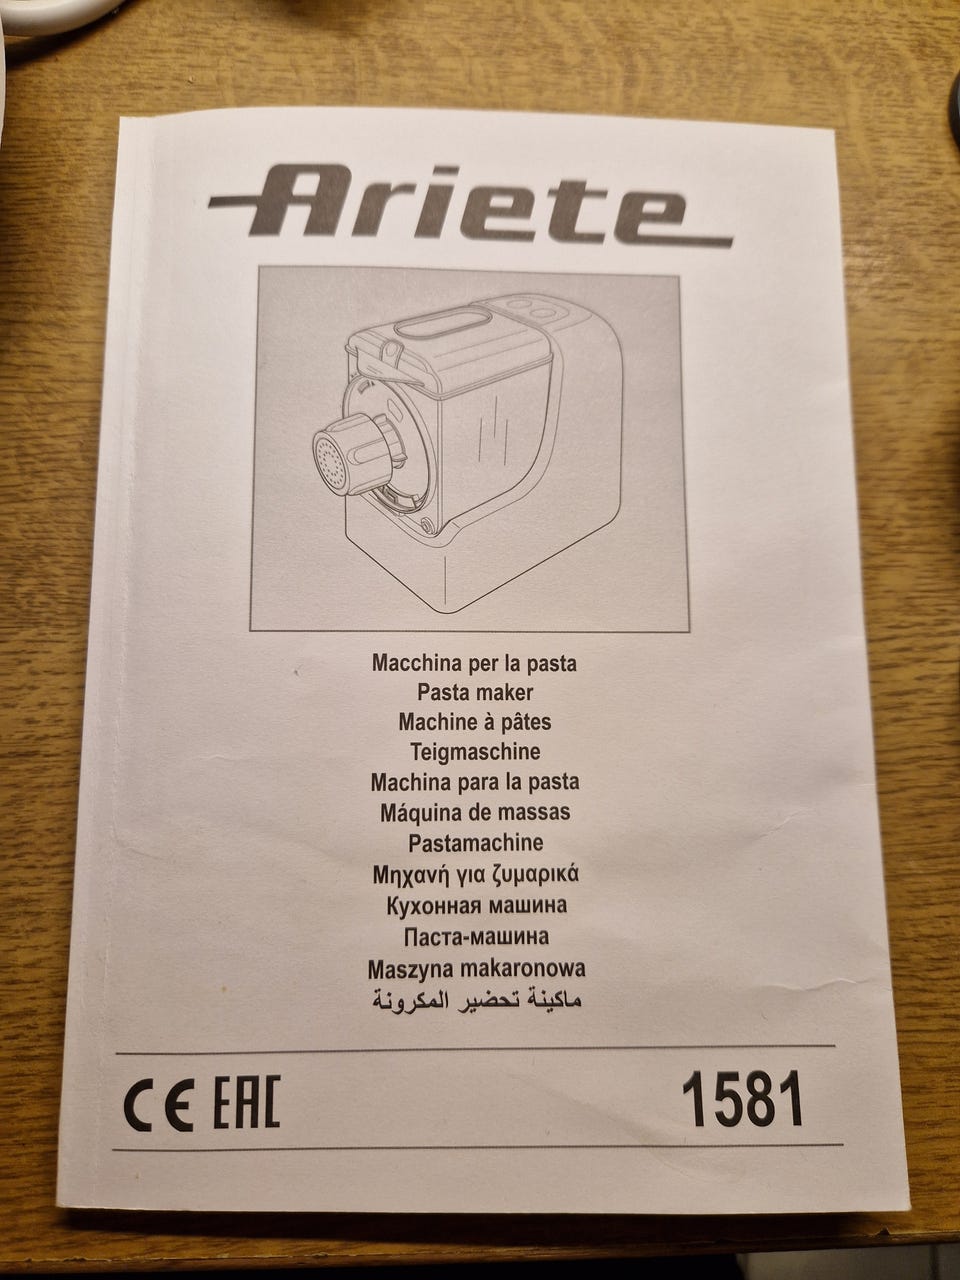 Ariete
Macchina per la pasta
Pasta maker
Machine à pâtes
Teigmaschine
Machina para la pasta
Máquina de massas
Pastamachine
Μηχανή για ζυμαρικά
Кухонная машина
Паста-машина
Maszyna makaronowa
ماكينة تحضير المكرونة
CE EAC
1581